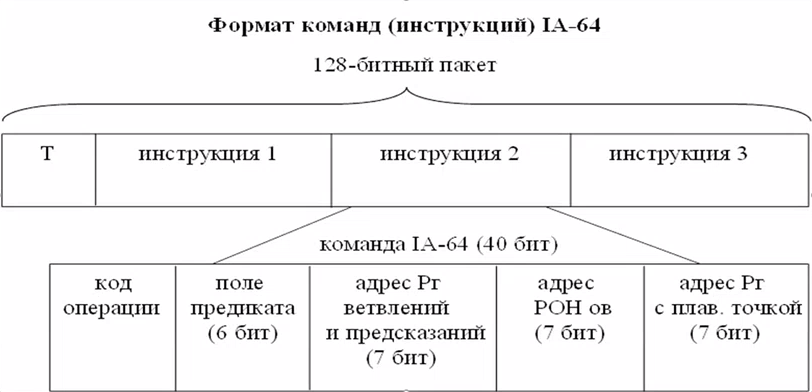 Формат команд (инструкций) IA-64
128-битный пакет
Т
инструкция 1
инструкция 2
инструкция 3
команда IA-64 (40 бит)
код
операции
поле
предиката
(6 бит)
адрес Рг
ветвлений
и предсказаний
(7 бит)
адрес
РОН ов
(7 бит)
адрес Рг
с плав. точкой
(7 бит)